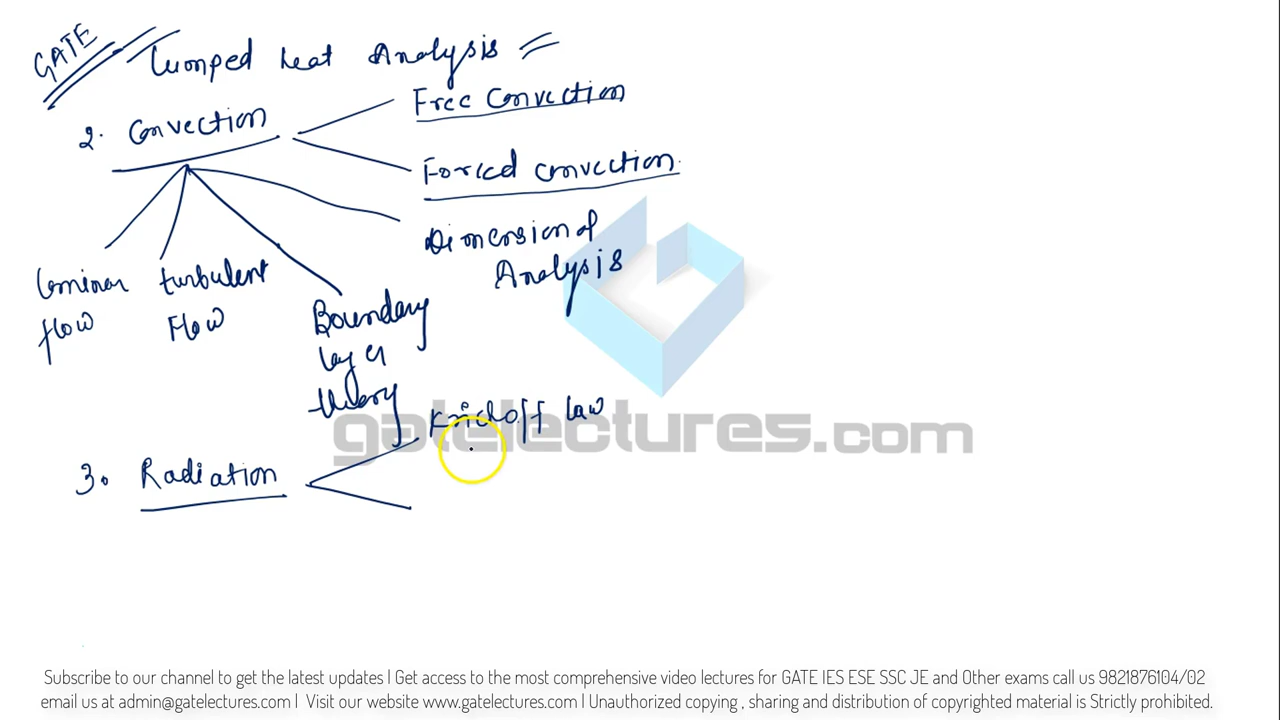 GATE
Lumped heat Analysis =
2. Convection
Free Convection
Forced convection
Dimension of
Analysis
Laminar
flow
turbulent
Flow
Boundary
layer
theory
3. Radiation
Krichoff law
gatelectures.com
Subscribe to our channel to get the latest updates | Get access to the most comprehensive video lectures for GATE IES ESE SSC JE and Other exams call us 9821876104/02
email us at admin@gatelectures.com | Visit our website www.gatelectures.com | Unauthorized copying , sharing and distribution of copyrighted material is Strictly prohibited.